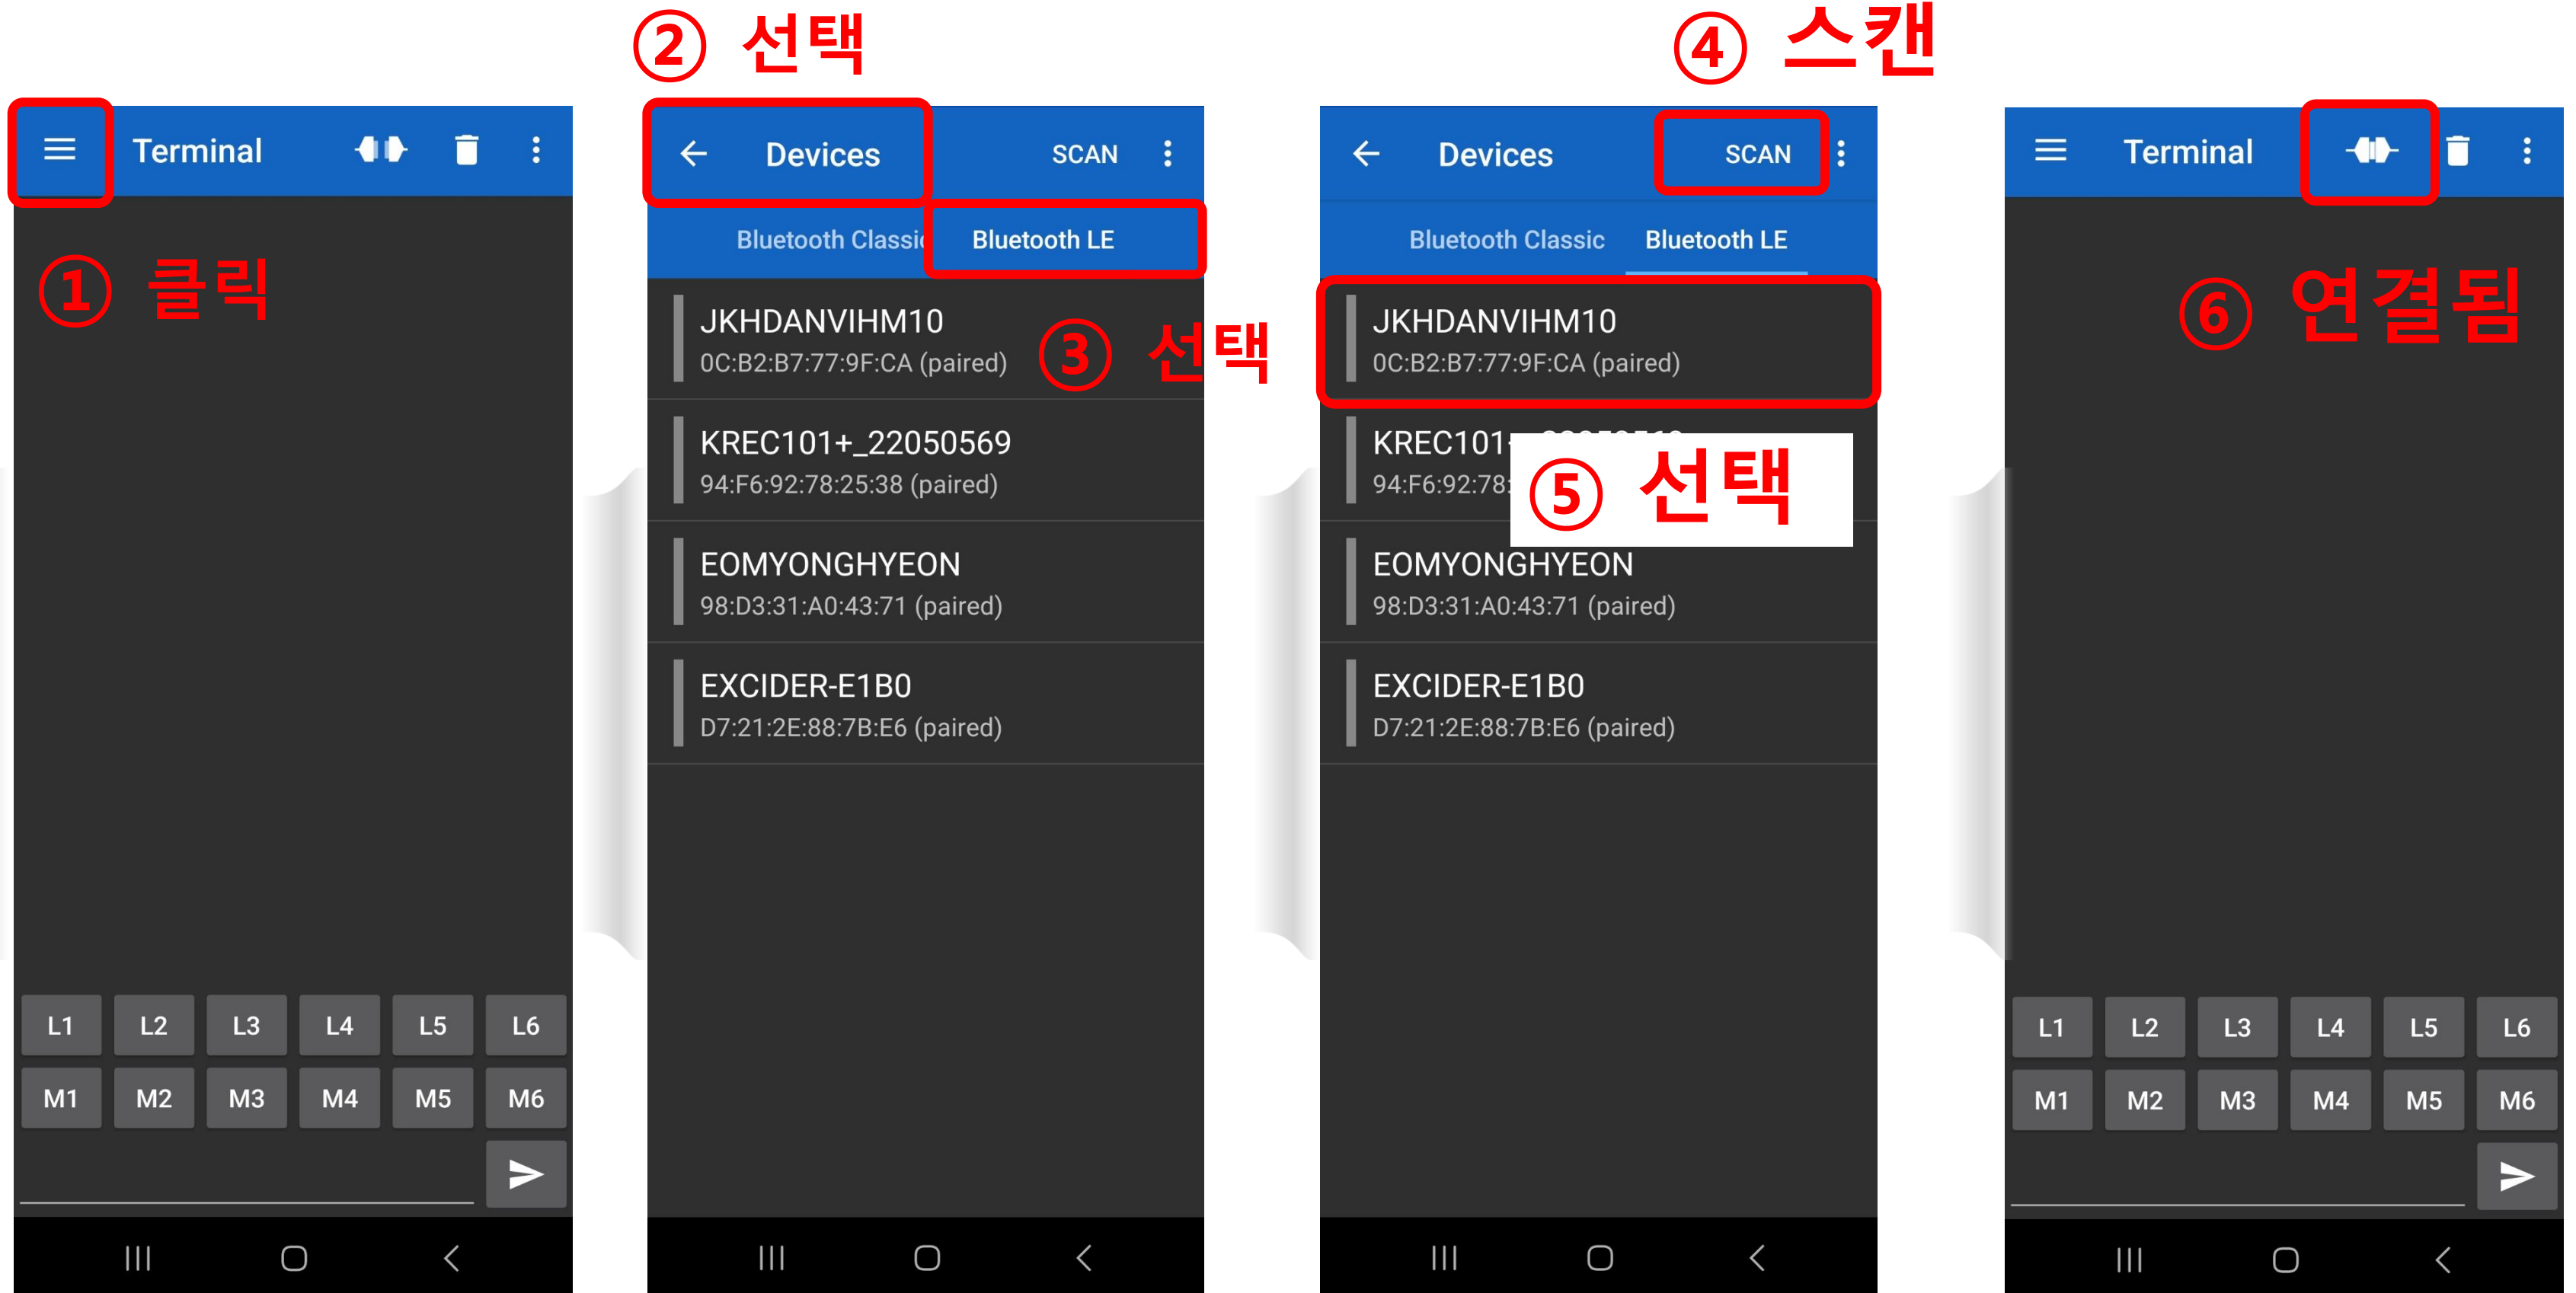 ② 선택
④ 스캔
Terminal
① 클릭
L1 L2 L3 L4 L5 L6
M1 M2 M3 M4 M5 M6
Devices SCAN
Bluetooth Classic Bluetooth LE
JKHDANVIHM10
0C:B2:B7:77:9F:CA (paired)
③ 선택
KREC101+_22050569
94:F6:92:78:25:38 (paired)
EOMYONGHYEON
98:D3:31:A0:43:71 (paired)
EXCIDER-E1B0
D7:21:2E:88:7B:E6 (paired)
Devices SCAN
Bluetooth Classic Bluetooth LE
JKHDANVIHM10
0C:B2:B7:77:9F:CA (paired)
KREC101
94:F6:92:78:
⑤ 선택
EOMYONGHYEON
98:D3:31:A0:43:71 (paired)
EXCIDER-E1B0
D7:21:2E:88:7B:E6 (paired)
Terminal
⑥ 연결됨
L1 L2 L3 L4 L5 L6
M1 M2 M3 M4 M5 M6